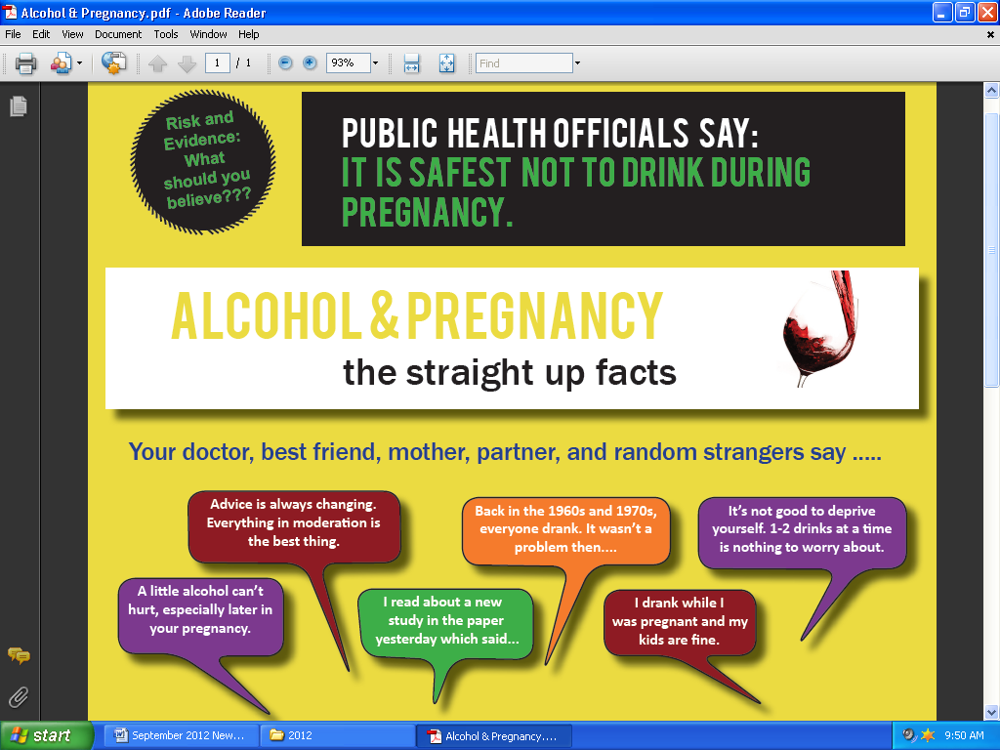 Alcohol & Pregnancy.pdf - Adobe Reader
File Edit View Document Tools Window Help
1 / 1 93% Find
Risk and
Evidence:
What
should you
believe???
PUBLIC HEALTH OFFICIALS SAY:
IT IS SAFEST NOT TO DRINK DURING
PREGNANCY.
ALCOHOL & PREGNANCY
the straight up facts
Your doctor, best friend, mother, partner, and random strangers say .....
Advice is always changing.
Everything in moderation is
the best thing.
Back in the 1960s and 1970s,
everyone drank. It wasn't a
problem then....
It's not good to deprive
yourself. 1-2 drinks at a time
is nothing to worry about.
A little alcohol can't
hurt, especially later in
your pregnancy.
I read about a new
study in the paper
yesterday which said...
I drank while I
was pregnant and my
kids are fine.
start September 2012 New... 2012 Alcohol & Pregnancy.... 9:50 AM